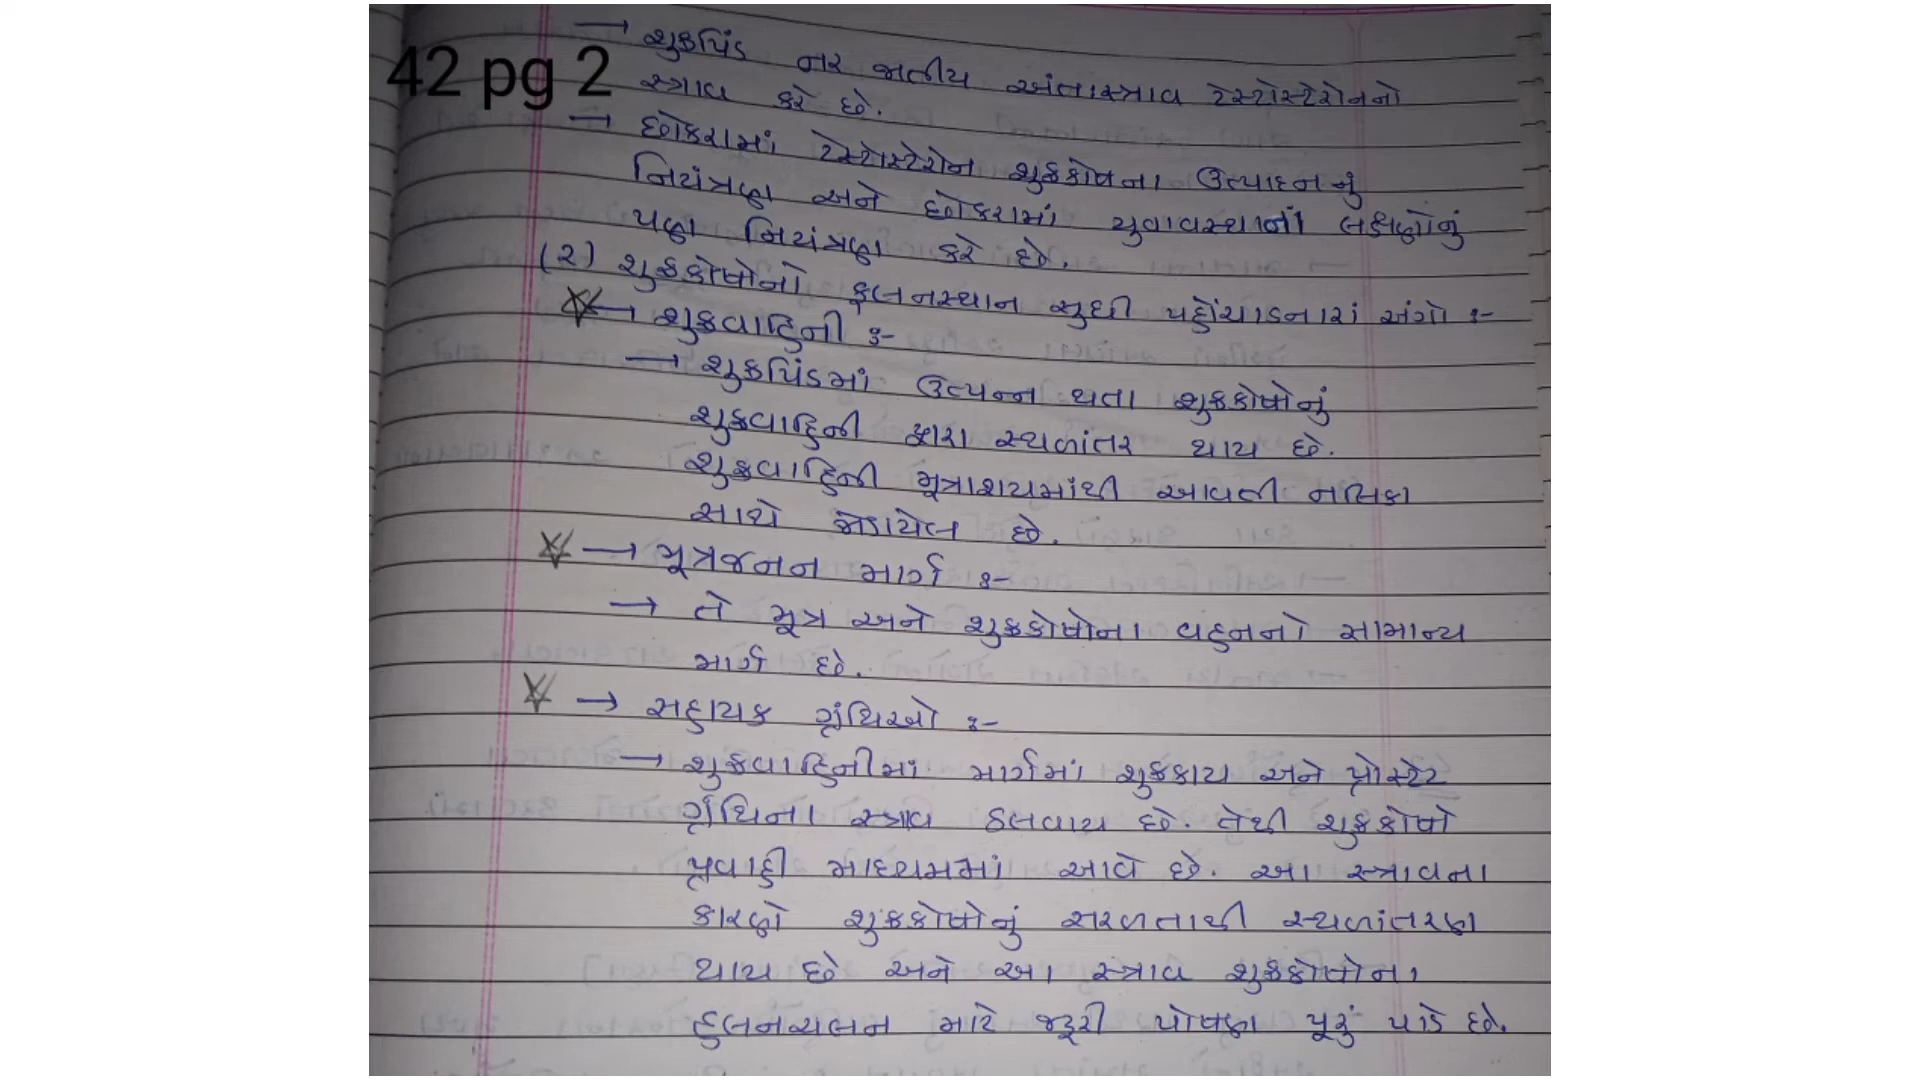 → શુક્રપિંડ નર જાતીય અંતઃસ્ત્રાવ ટેસ્ટોસ્ટેરોનનો
42 pg 2
સ્ત્રાવ કરે છે.
→ છોકરામાં ટેસ્ટોસ્ટેરોન શુક્રકોષના ઉત્પાદનનું
નિયંત્રણ અને છોકરામાં યુવાવસ્થાનાં લક્ષણોનું
પણ નિયંત્રણ કરે છે.
(૨) શુક્રકોષોનો ફલનસ્થાન સુધી પહોંચાડનારાં અંગો :-
→ શુક્રવાહિની :-
→ શુક્રપિંડમાં ઉત્પન્ન થતા શુક્રકોષોનું
શુક્રવાહિની દ્વારા સ્થળાંતર થાય છે.
શુક્રવાહિની મૂત્રાશયમાંથી આવતી નલિકા
સાથે જોડાયેલ છે.
→ મૂત્રજનન માર્ગ :-
→ તે મૂત્ર અને શુક્રકોષોના વહનનો સામાન્ય
માર્ગ છે.
→ સહાયક ગ્રંથિઓ :-
→ શુક્રવાહિનીમાં માર્ગમાં શુક્રકાય અને પ્રોસ્ટેટ
ગ્રંથિના સ્ત્રાવ ઠલવાય છે. તેથી શુક્રકોષો
પ્રવાહી માધ્યમમાં આવે છે. આ સ્ત્રાવના
કારણે શુક્રકોષોનું સરળતાથી સ્થળાંતરણ
થાય છે અને આ સ્ત્રાવ શુક્રકોષોના
હલનચલન માટે જરૂરી પોષણ પૂરું પાડે છે.